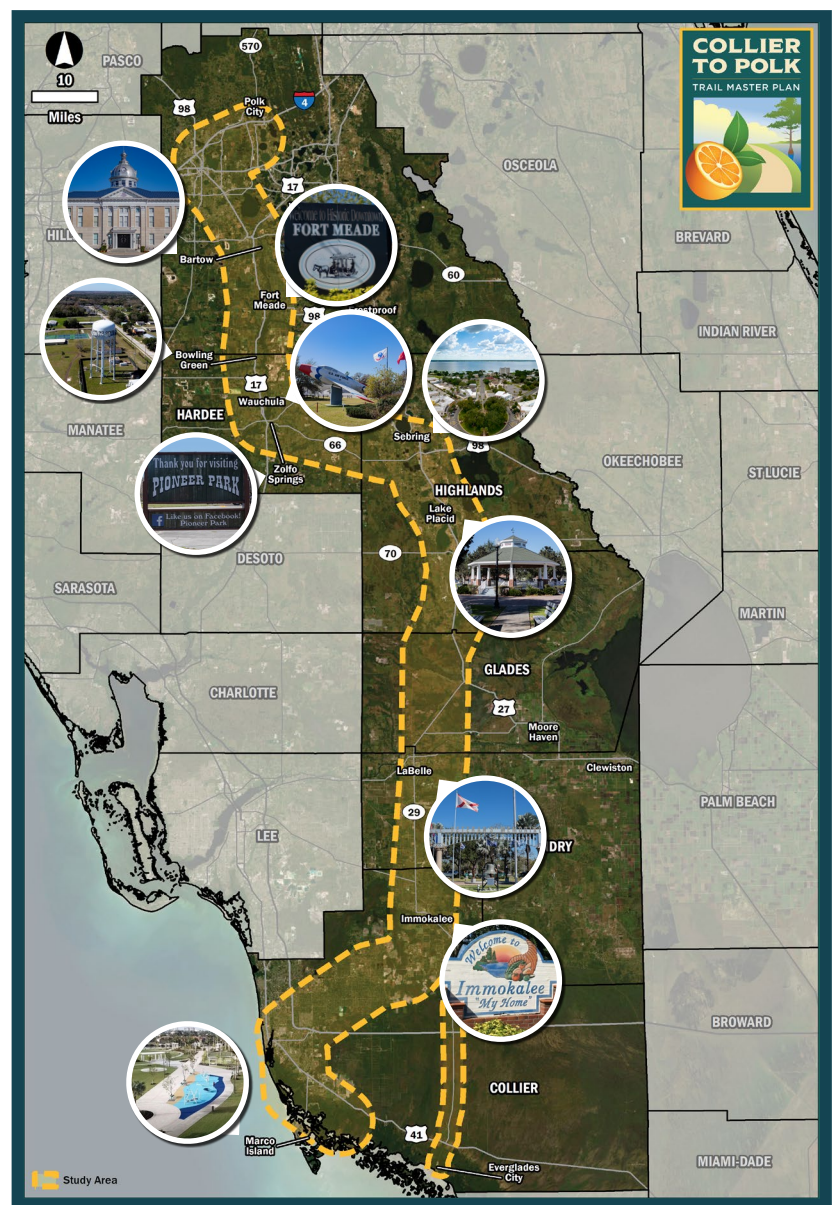 COLLIER
TO POLK
TRAIL MASTER PLAN
570
PASCO
10
Miles
98
Polk
City
4
OSCEOLA
17
HILL
Welcome to Historic Downtown
FORT MEADE
BREVARD
Bartow
60
Fort
Meade
98
INDIAN RIVER
Bowling
Green
17
Wauchula
HARDEE
MANATEE
Sebring
66
98
OKEECHOBEE
ST LUCIE
Thank you for visiting
PIONEER PARK
Like us on Facebook!
Pioneer Park
Zolfo
Springs
HIGHLANDS
Lake
Placid
70
DESOTO
SARASOTA
MARTIN
GLADES
CHARLOTTE
27
Moore
Haven
LaBelle
Clewiston
PALM BEACH
29
LEE
DRY
Immokalee
Welcome to
Immokalee
"My Home"
BROWARD
COLLIER
41
Marco
Island
Everglades
City
MIAMI-DADE
Study Area